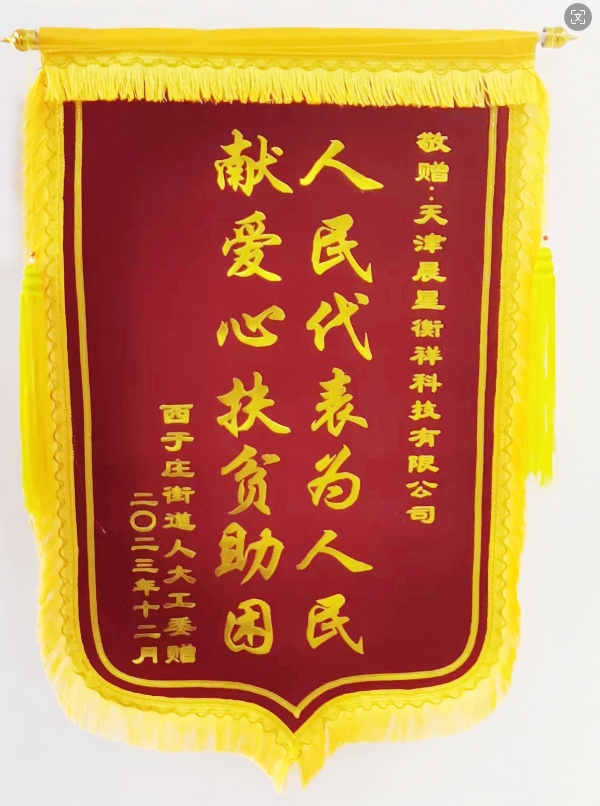 敬赠:天津晨星衡祥科技有限公司
人民代表为人民
献爱心扶贫助困
西于庄街道人大工委赠
二〇二三年十二月